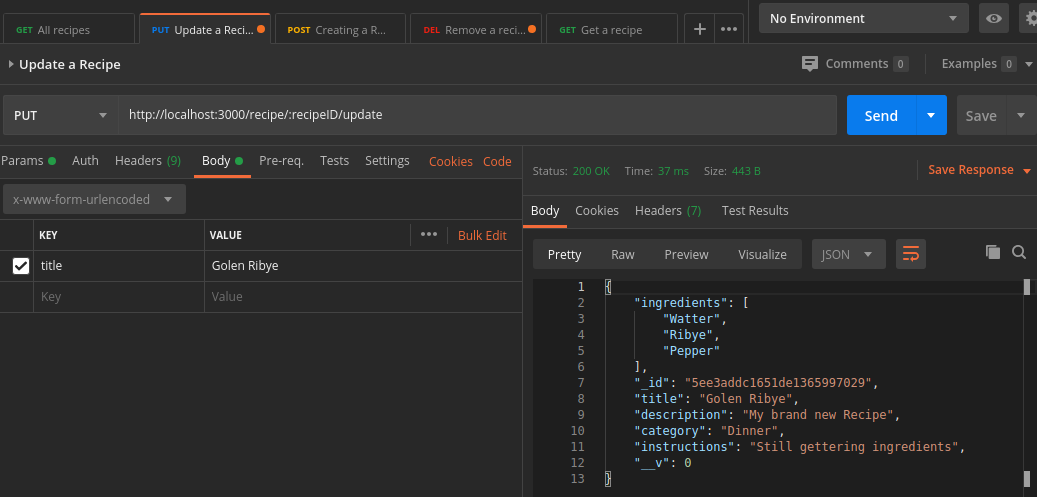 GET All recipes PUT Update a Reci... POST Creating a R... DEL Remove a reci... GET Get a recipe + ••• No Environment
Update a Recipe Comments 0 Examples 0
PUT http://localhost:3000/recipe/:recipeID/update Send Save
Params Auth Headers (9) Body Pre-req. Tests Settings Cookies Code
x-www-form-urlencoded
KEY VALUE ••• Bulk Edit
title Golen Ribye
Key Value
Status: 200 OK Time: 37 ms Size: 443 B Save Response
Body Cookies Headers (7) Test Results
Pretty Raw Preview Visualize JSON
1 {
2 "ingredients": [
3 "Watter",
4 "Ribye",
5 "Pepper"
6 ],
7 "_id": "5ee3addc1651de1365997029",
8 "title": "Golen Ribye",
9 "description": "My brand new Recipe",
10 "category": "Dinner",
11 "instructions": "Still gettering ingredients",
12 "__v": 0
13 }